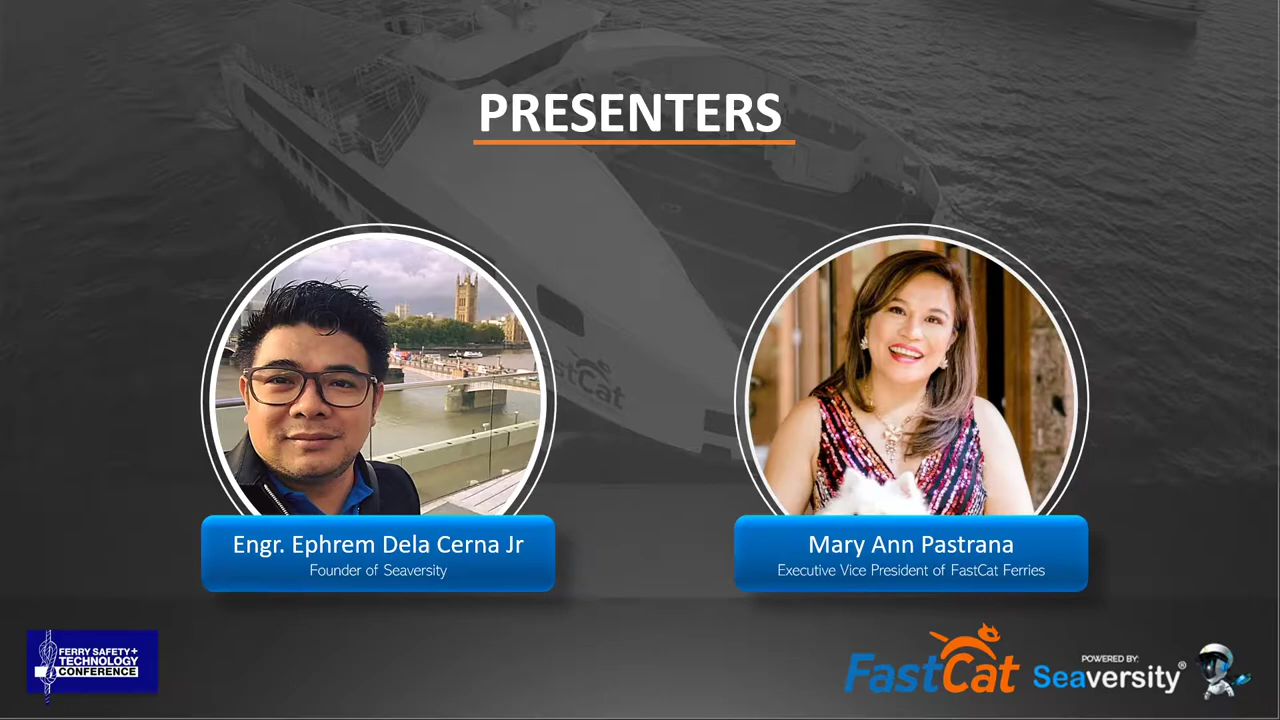 PRESENTERS
stCat
Engr. Ephrem Dela Cerna Jr
Founder of Seaversity
Mary Ann Pastrana
Executive Vice President of FastCat Ferries
FERRY SAFETY+
TECHNOLOGY
CONFERENCE
FastCat
POWERED BY:
Seaversity®